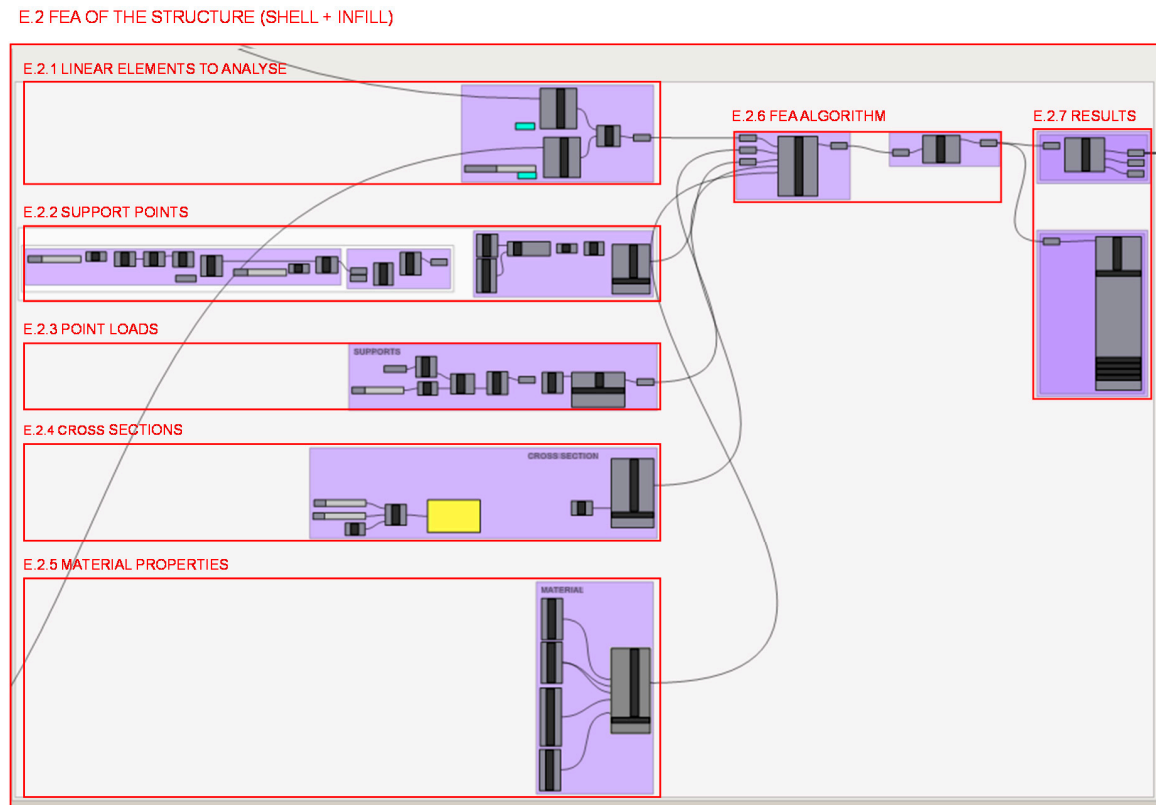 E.2 FEA OF THE STRUCTURE (SHELL + INFILL)
E.2.1 LINEAR ELEMENTS TO ANALYSE
E.2.6 FEA ALGORITHM
E.2.7 RESULTS
E.2.2 SUPPORT POINTS
E.2.3 POINT LOADS
SUPPORTS
E.2.4 CROSS SECTIONS
CROSS SECTION
E.2.5 MATERIAL PROPERTIES
MATERIAL